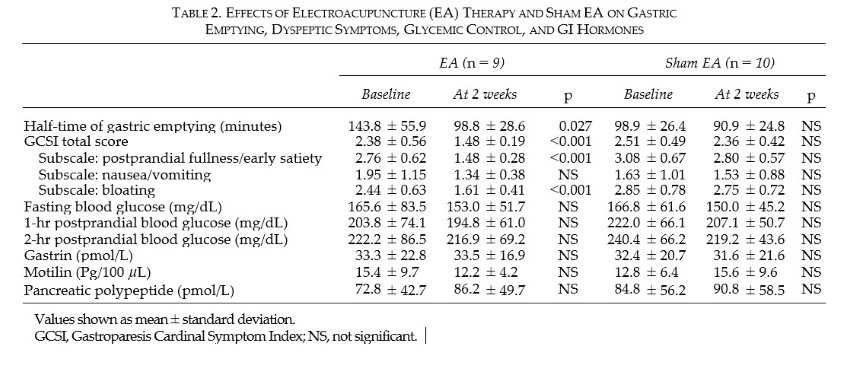 TABLE 2. EFFECTS OF ELECTROACUPUNCTURE (EA) THERAPY AND SHAM EA ON GASTRIC
EMPTYING, DYSPEPTIC SYMPTOMS, GLYCEMIC CONTROL, AND GI HORMONES
EA (n = 9) Sham EA (n = 10)
Baseline At 2 weeks p Baseline At 2 weeks p
Half-time of gastric emptying (minutes) 143.8 ± 55.9 98.8 ± 28.6 0.027 98.9 ± 26.4 90.9 ± 24.8 NS
GCSI total score 2.38 ± 0.56 1.48 ± 0.19 <0.001 2.51 ± 0.49 2.36 ± 0.42 NS
Subscale: postprandial fullness/early satiety 2.76 ± 0.62 1.48 ± 0.28 <0.001 3.08 ± 0.67 2.80 ± 0.57 NS
Subscale: nausea/vomiting 1.95 ± 1.15 1.34 ± 0.38 NS 1.63 ± 1.01 1.53 ± 0.88 NS
Subscale: bloating 2.44 ± 0.63 1.61 ± 0.41 <0.001 2.85 ± 0.78 2.75 ± 0.72 NS
Fasting blood glucose (mg/dL) 165.6 ± 83.5 153.0 ± 51.7 NS 166.8 ± 61.6 150.0 ± 45.2 NS
1-hr postprandial blood glucose (mg/dL) 203.8 ± 74.1 194.8 ± 61.0 NS 222.0 ± 66.1 207.1 ± 50.7 NS
2-hr postprandial blood glucose (mg/dL) 222.2 ± 86.5 216.9 ± 69.2 NS 240.4 ± 66.2 219.2 ± 43.6 NS
Gastrin (pmol/L) 33.3 ± 22.8 33.5 ± 16.9 NS 32.4 ± 20.7 31.6 ± 21.6 NS
Motilin (Pg/100 μL) 15.4 ± 9.7 12.2 ± 4.2 NS 12.8 ± 6.4 15.6 ± 9.6 NS
Pancreatic polypeptide (pmol/L) 72.8 ± 42.7 86.2 ± 49.7 NS 84.8 ± 56.2 90.8 ± 58.5 NS
Values shown as mean ± standard deviation.
GCSI, Gastroparesis Cardinal Symptom Index; NS, not significant.